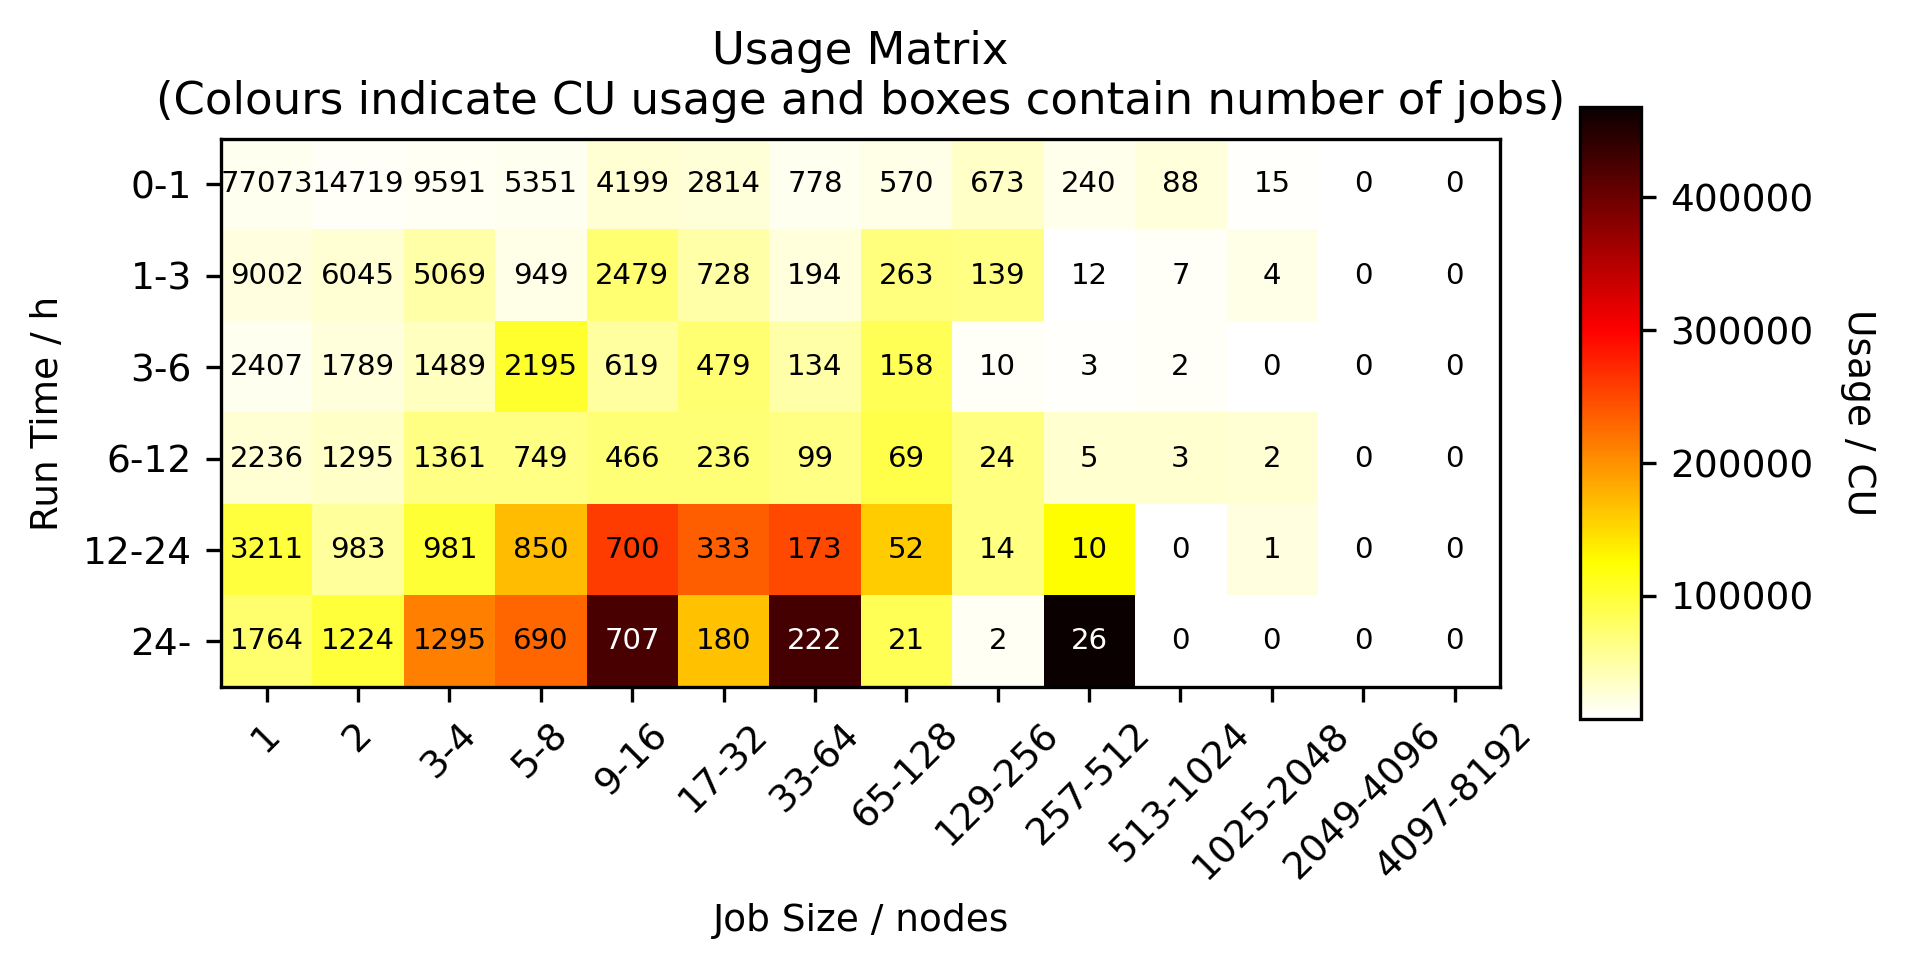 Usage Matrix
(Colours indicate CU usage and boxes contain number of jobs)
Run Time / h
0-1 77073 14719 9591 5351 4199 2814 778 570 673 240 88 15 0 0
1-3 9002 6045 5069 949 2479 728 194 263 139 12 7 4 0 0
3-6 2407 1789 1489 2195 619 479 134 158 10 3 2 0 0 0
6-12 2236 1295 1361 749 466 236 99 69 24 5 3 2 0 0
12-24 3211 983 981 850 700 333 173 52 14 10 0 1 0 0
24- 1764 1224 1295 690 707 180 222 21 2 26 0 0 0 0
1 2 3-4 5-8 9-16 17-32 33-64 65-128 129-256 257-512 513-1024 1025-2048 2049-4096 4097-8192
Job Size / nodes
400000
300000
200000
100000
Usage / CU